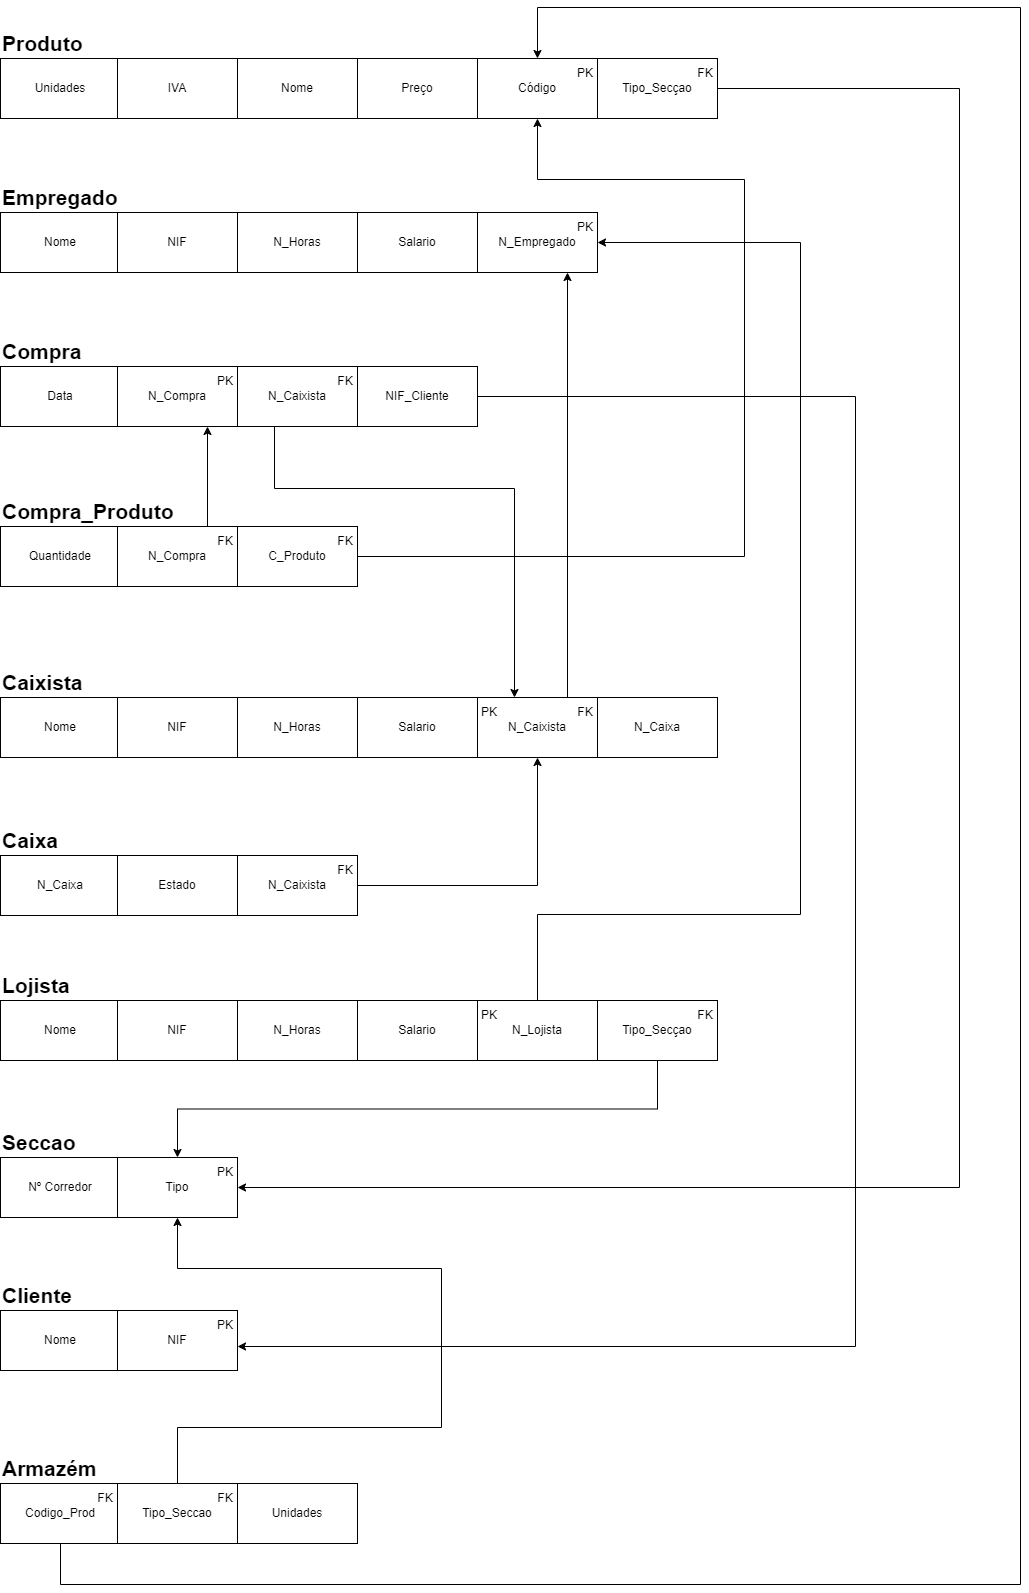 Produto
Unidades IVA Nome Preço PK Código FK Tipo_Secçao
Empregado
Nome NIF N_Horas Salario PK N_Empregado
Compra
Data PK N_Compra FK N_Caixista NIF_Cliente
Compra_Produto
Quantidade FK N_Compra FK C_Produto
Caixista
Nome NIF N_Horas Salario PK FK N_Caixista N_Caixa
Caixa
N_Caixa Estado FK N_Caixista
Lojista
Nome NIF N_Horas Salario PK N_Lojista FK Tipo_Secçao
Seccao
Nº Corredor PK Tipo
Cliente
Nome PK NIF
Armazém
FK Codigo_Prod FK Tipo_Seccao Unidades